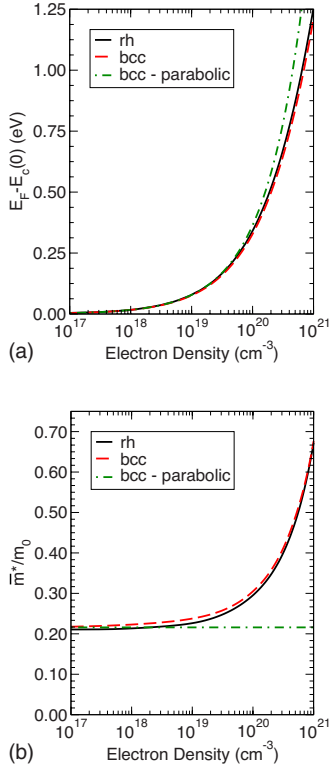 1.25
1.00
0.75
0.50
0.25
0.00
E_F-E_c(0) (eV)
rh
bcc
bcc - parabolic
10^17 10^18 10^19 10^20 10^21
(a) Electron Density (cm^-3)
0.70
0.60
0.50
0.40
0.30
0.20
0.10
0.00
m̅*/m_0
rh
bcc
bcc - parabolic
10^17 10^18 10^19 10^20 10^21
(b) Electron Density (cm^-3)